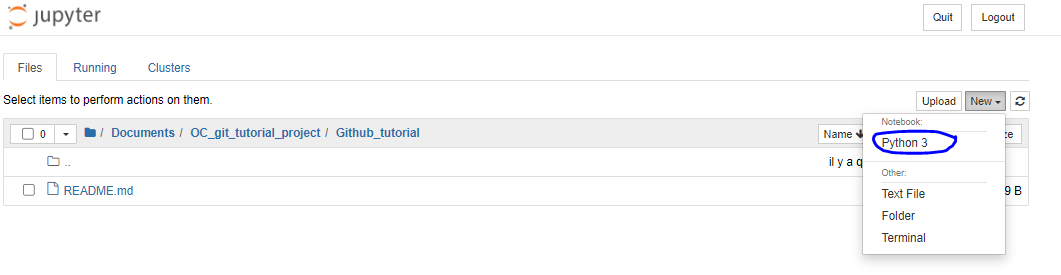 jupyter
Quit
Logout
Files
Running
Clusters
Select items to perform actions on them.
Upload
New
0
/ Documents / OC_git_tutorial_project / Github_tutorial
Name
ze
Notebook:
Python 3
..
il y a q
Other:
README.md
9 B
Text File
Folder
Terminal